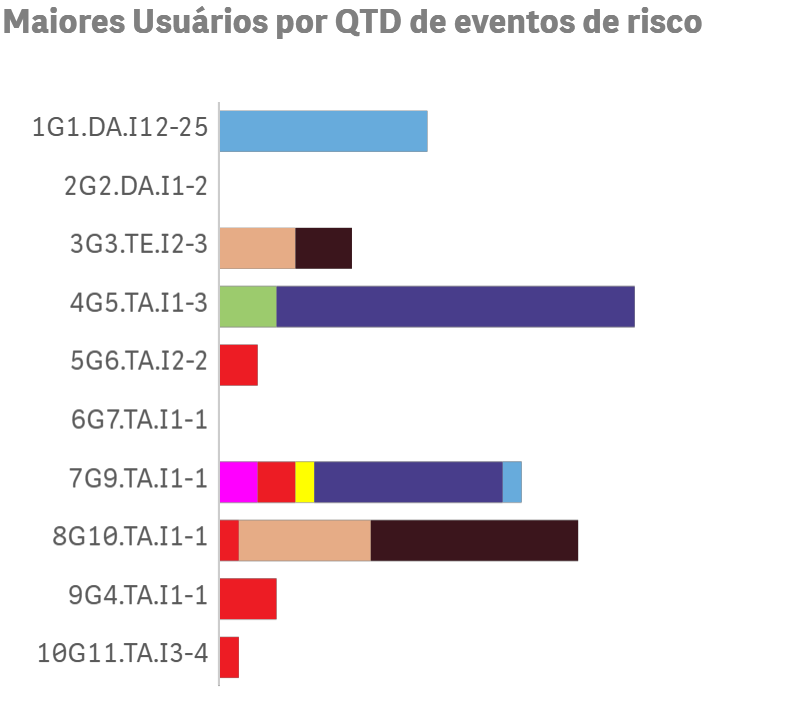 Maiores Usuários por QTD de eventos de risco
1G1.DA.I12-25
2G2.DA.I1-2
3G3.TE.I2-3
4G5.TA.I1-3
5G6.TA.I2-2
6G7.TA.I1-1
7G9.TA.I1-1
8G10.TA.I1-1
9G4.TA.I1-1
10G11.TA.I3-4